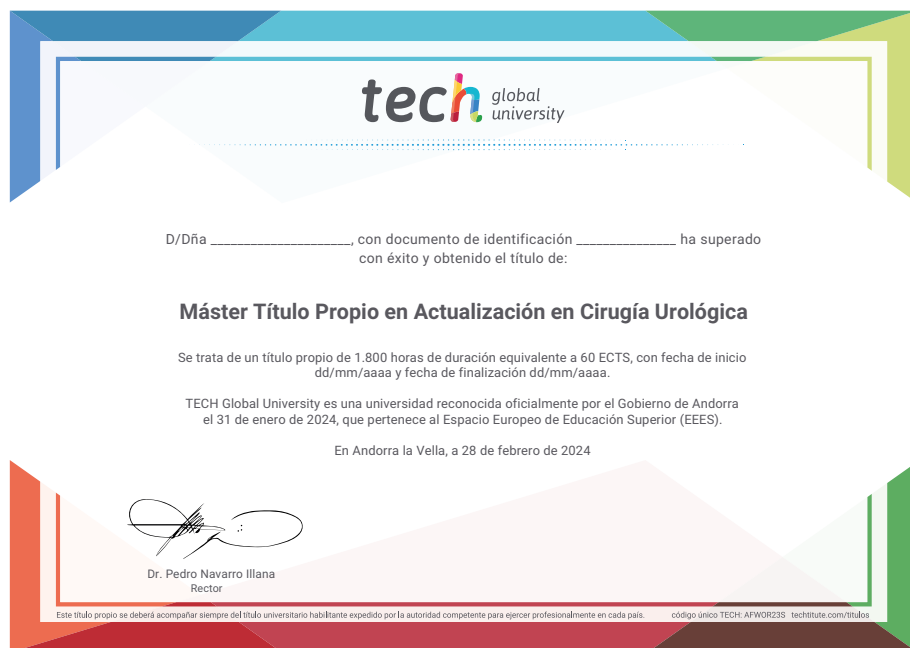 tech global
university
D/Dña ______________________, con documento de identificación ________________ ha superado
con éxito y obtenido el título de:
Máster Título Propio en Actualización en Cirugía Urológica
Se trata de un título propio de 1.800 horas de duración equivalente a 60 ECTS, con fecha de inicio
dd/mm/aaaa y fecha de finalización dd/mm/aaaa.
TECH Global University es una universidad reconocida oficialmente por el Gobierno de Andorra
el 31 de enero de 2024, que pertenece al Espacio Europeo de Educación Superior (EEES).
En Andorra la Vella, a 28 de febrero de 2024
Dr. Pedro Navarro Illana
Rector
Este título propio se deberá acompañar siempre del título universitario habilitante expedido por la autoridad competente para ejercer profesionalmente en cada país. código único TECH: AFWOR23S techtitute.com/titulos